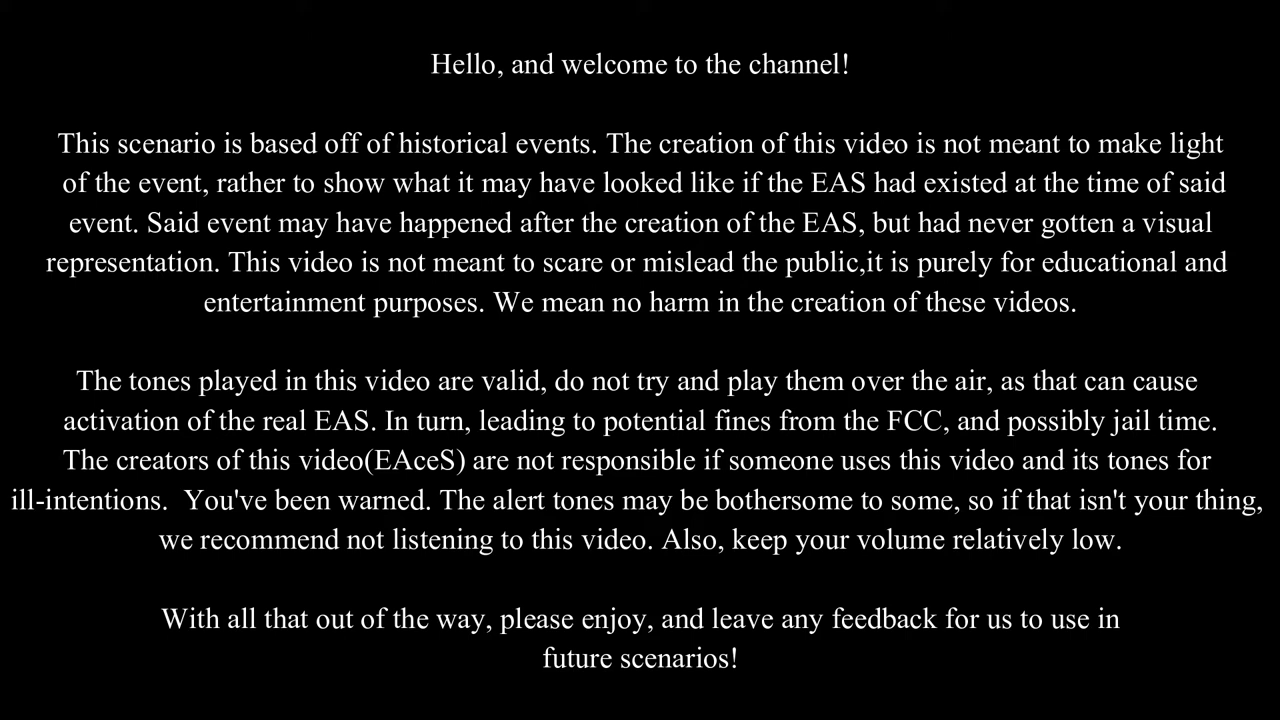 Hello, and welcome to the channel!
This scenario is based off of historical events. The creation of this video is not meant to make light
of the event, rather to show what it may have looked like if the EAS had existed at the time of said
event. Said event may have happened after the creation of the EAS, but had never gotten a visual
representation. This video is not meant to scare or mislead the public,it is purely for educational and
entertainment purposes. We mean no harm in the creation of these videos.
The tones played in this video are valid, do not try and play them over the air, as that can cause
activation of the real EAS. In turn, leading to potential fines from the FCC, and possibly jail time.
The creators of this video(EAceS) are not responsible if someone uses this video and its tones for
ill-intentions.  You've been warned. The alert tones may be bothersome to some, so if that isn't your thing,
we recommend not listening to this video. Also, keep your volume relatively low.
With all that out of the way, please enjoy, and leave any feedback for us to use in
future scenarios!